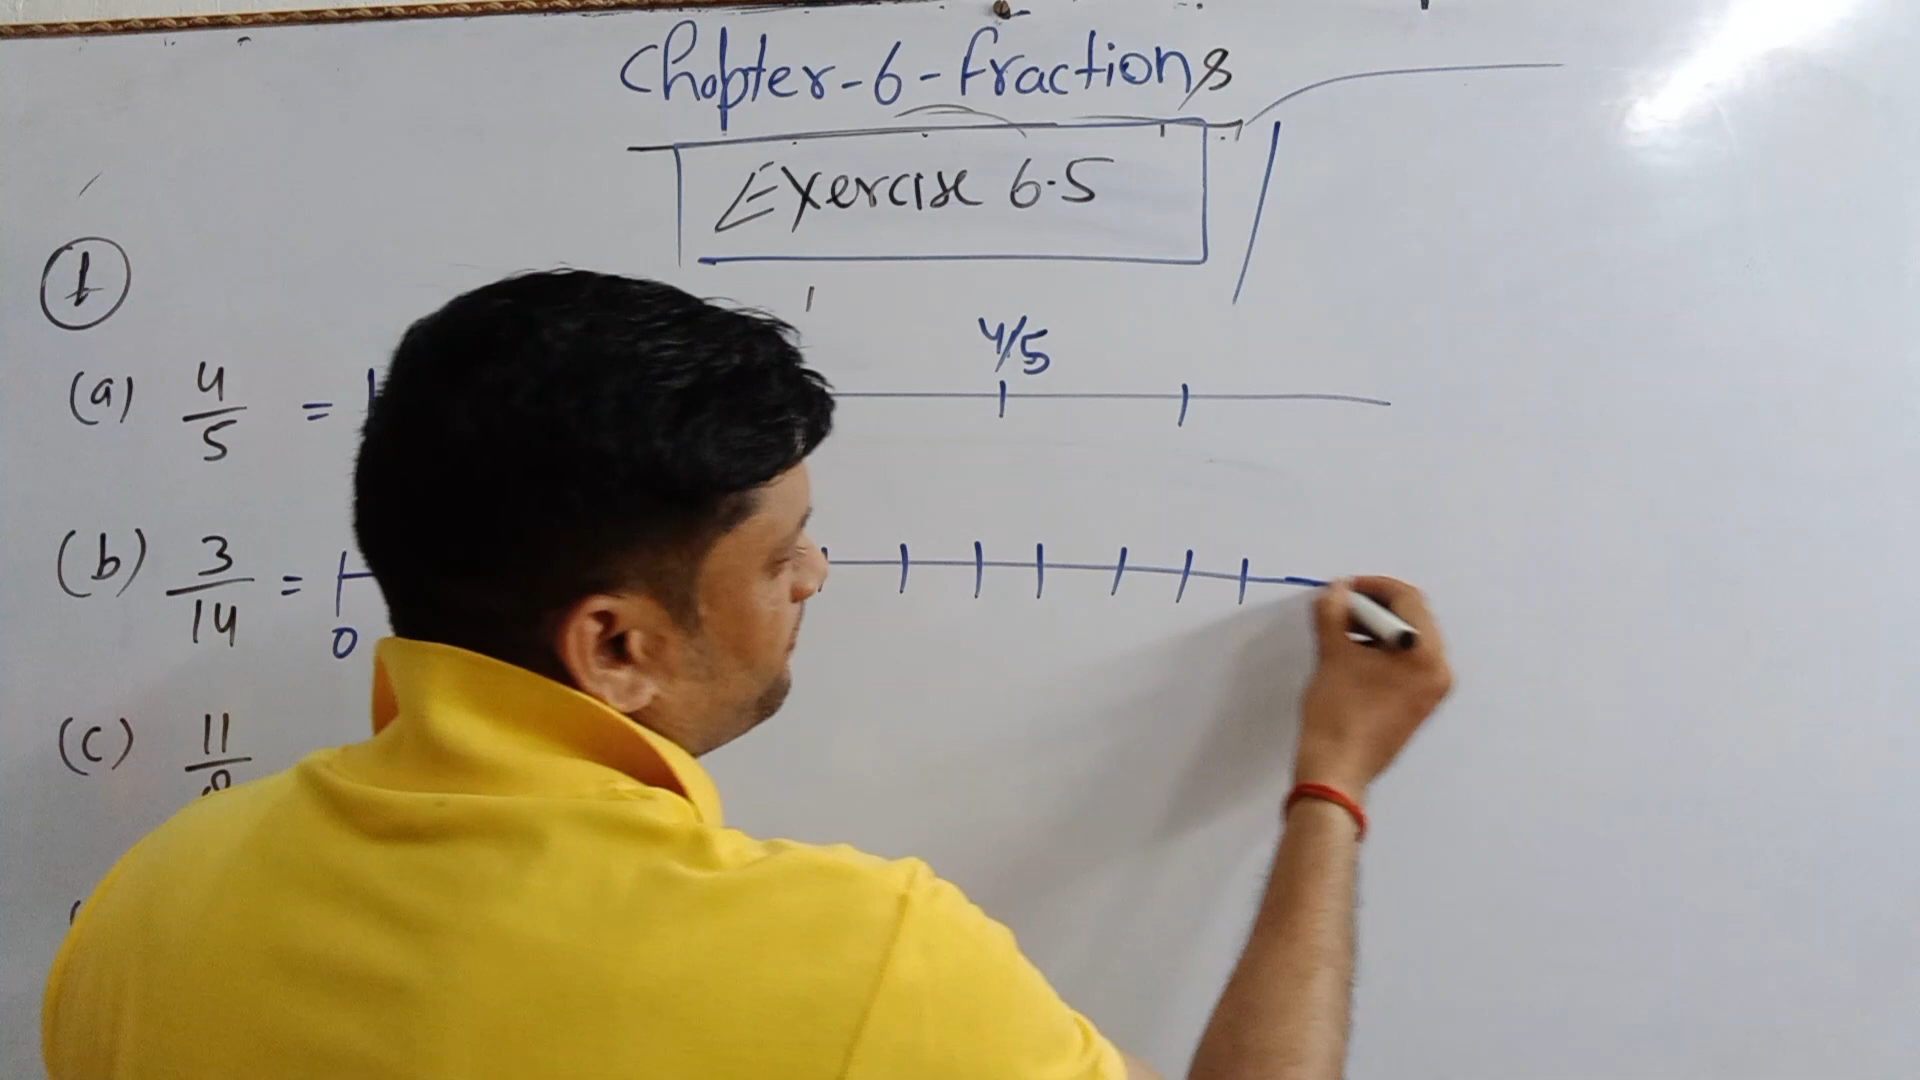 Chapter-6-fractions
Exercise 6.5
1
4/5
(a) 4/5 =
(b) 3/14 =
0
(c) 11